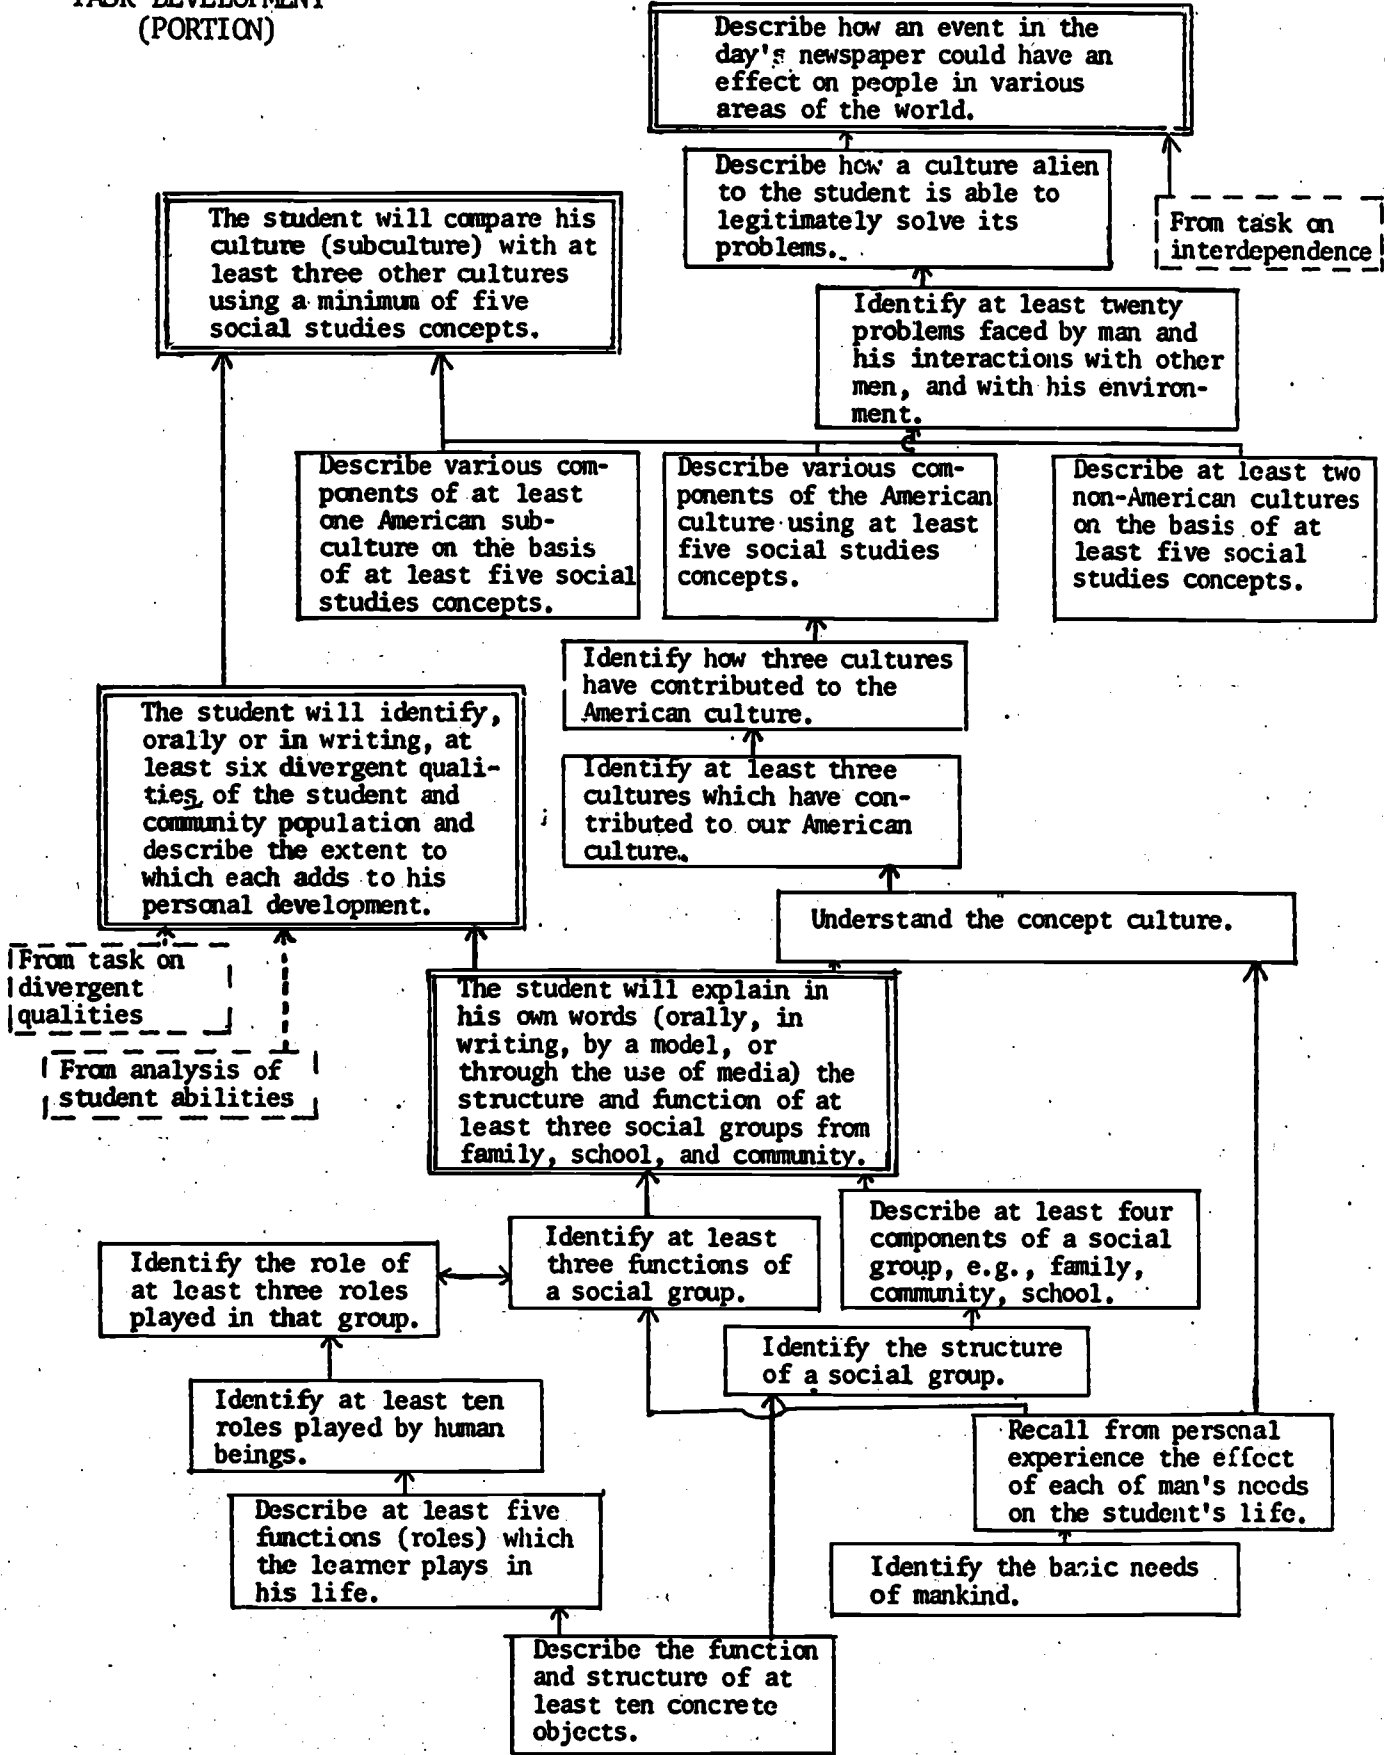 TASK DEVELOPMENT
(PORTION)
Describe how an event in the
day's newspaper could have an
effect on people in various
areas of the world.
Describe how a culture alien
to the student is able to
legitimately solve its
problems.
From task on
interdependence
The student will compare his
culture (subculture) with at
least three other cultures
using a minimum of five
social studies concepts.
Identify at least twenty
problems faced by man and
his interactions with other
men, and with his environ-
ment.
Describe various com-
ponents of at least
one American sub-
culture on the basis
of at least five social
studies concepts.
Describe various com-
ponents of the American
culture using at least
five social studies
concepts.
Describe at least two
non-American cultures
on the basis of at
least five social
studies concepts.
Identify how three cultures
have contributed to the
American culture.
The student will identify,
orally or in writing, at
least six divergent quali-
ties of the student and
community population and
describe the extent to
which each adds to his
personal development.
Identify at least three
cultures which have con-
tributed to our American
culture.
Understand the concept culture.
From task on
divergent
qualities
From analysis of
student abilities
The student will explain in
his own words (orally, in
writing, by a model, or
through the use of media) the
structure and function of at
least three social groups from
family, school, and community.
Identify the role of
at least three roles
played in that group.
Identify at least
three functions of
a social group.
Describe at least four
components of a social
group, e.g., family,
community, school.
Identify the structure
of a social group.
Identify at least ten
roles played by human
beings.
Recall from personal
experience the effect
of each of man's needs
on the student's life.
Describe at least five
functions (roles) which
the learner plays in
his life.
Identify the basic needs
of mankind.
Describe the function
and structure of at
least ten concrete
objects.